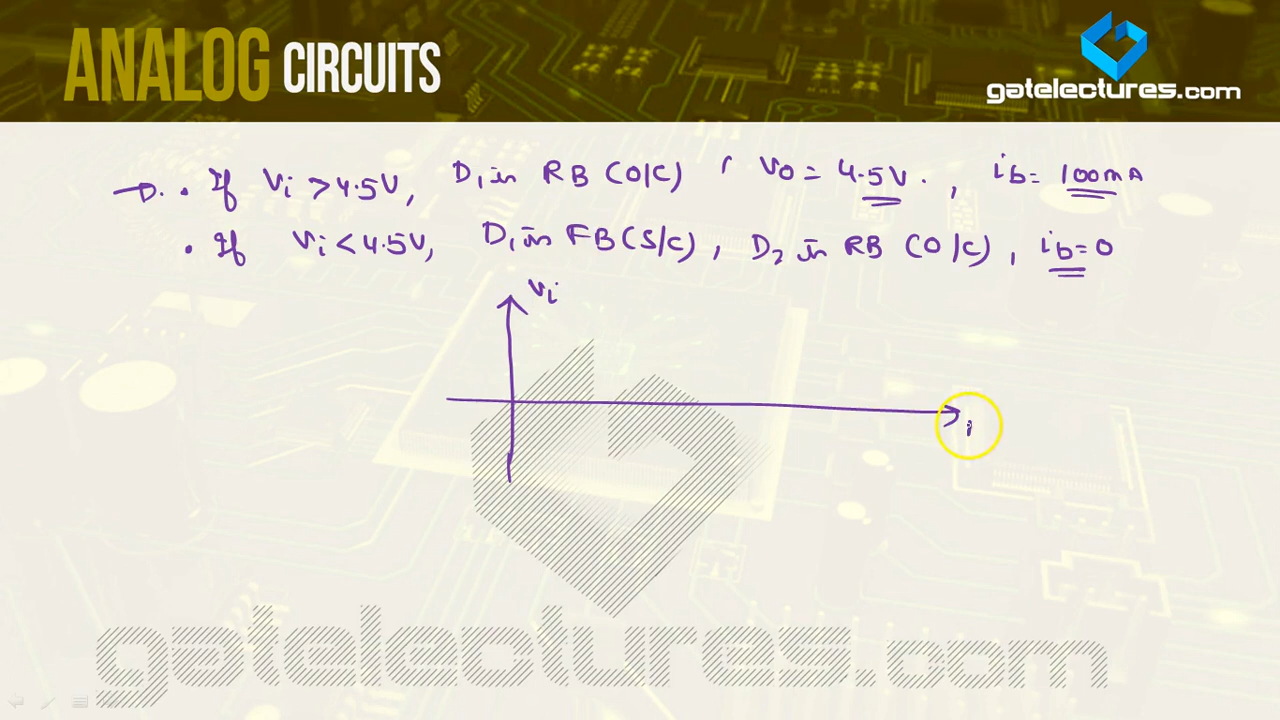 ANALOG CIRCUITS
gatelectures.com
→ • If Vi > 4.5V, D1 in RB (O/C), Vo = 4.5V. , ib = 100mA
• If Vi < 4.5V, D1 in FB (S/C), D2 in RB (O/C), ib = 0
Vi
gatelectures.com